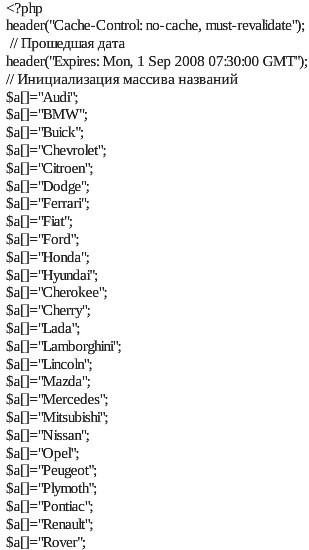 <?php
header("Cache-Control: no-cache, must-revalidate");
// Прошедшая дата
header("Expires: Mon, 1 Sep 2008 07:30:00 GMT");
// Инициализация массива названий
$a[]="Audi";
$a[]="BMW";
$a[]="Buick";
$a[]="Chevrolet";
$a[]="Citroen";
$a[]="Dodge";
$a[]="Ferrari";
$a[]="Fiat";
$a[]="Ford";
$a[]="Honda";
$a[]="Hyundai";
$a[]="Cherokee";
$a[]="Cherry";
$a[]="Lada";
$a[]="Lamborghini";
$a[]="Lincoln";
$a[]="Mazda";
$a[]="Mercedes";
$a[]="Mitsubishi";
$a[]="Nissan";
$a[]="Opel";
$a[]="Peugeot";
$a[]="Plymoth";
$a[]="Pontiac";
$a[]="Renault";
$a[]="Rover";